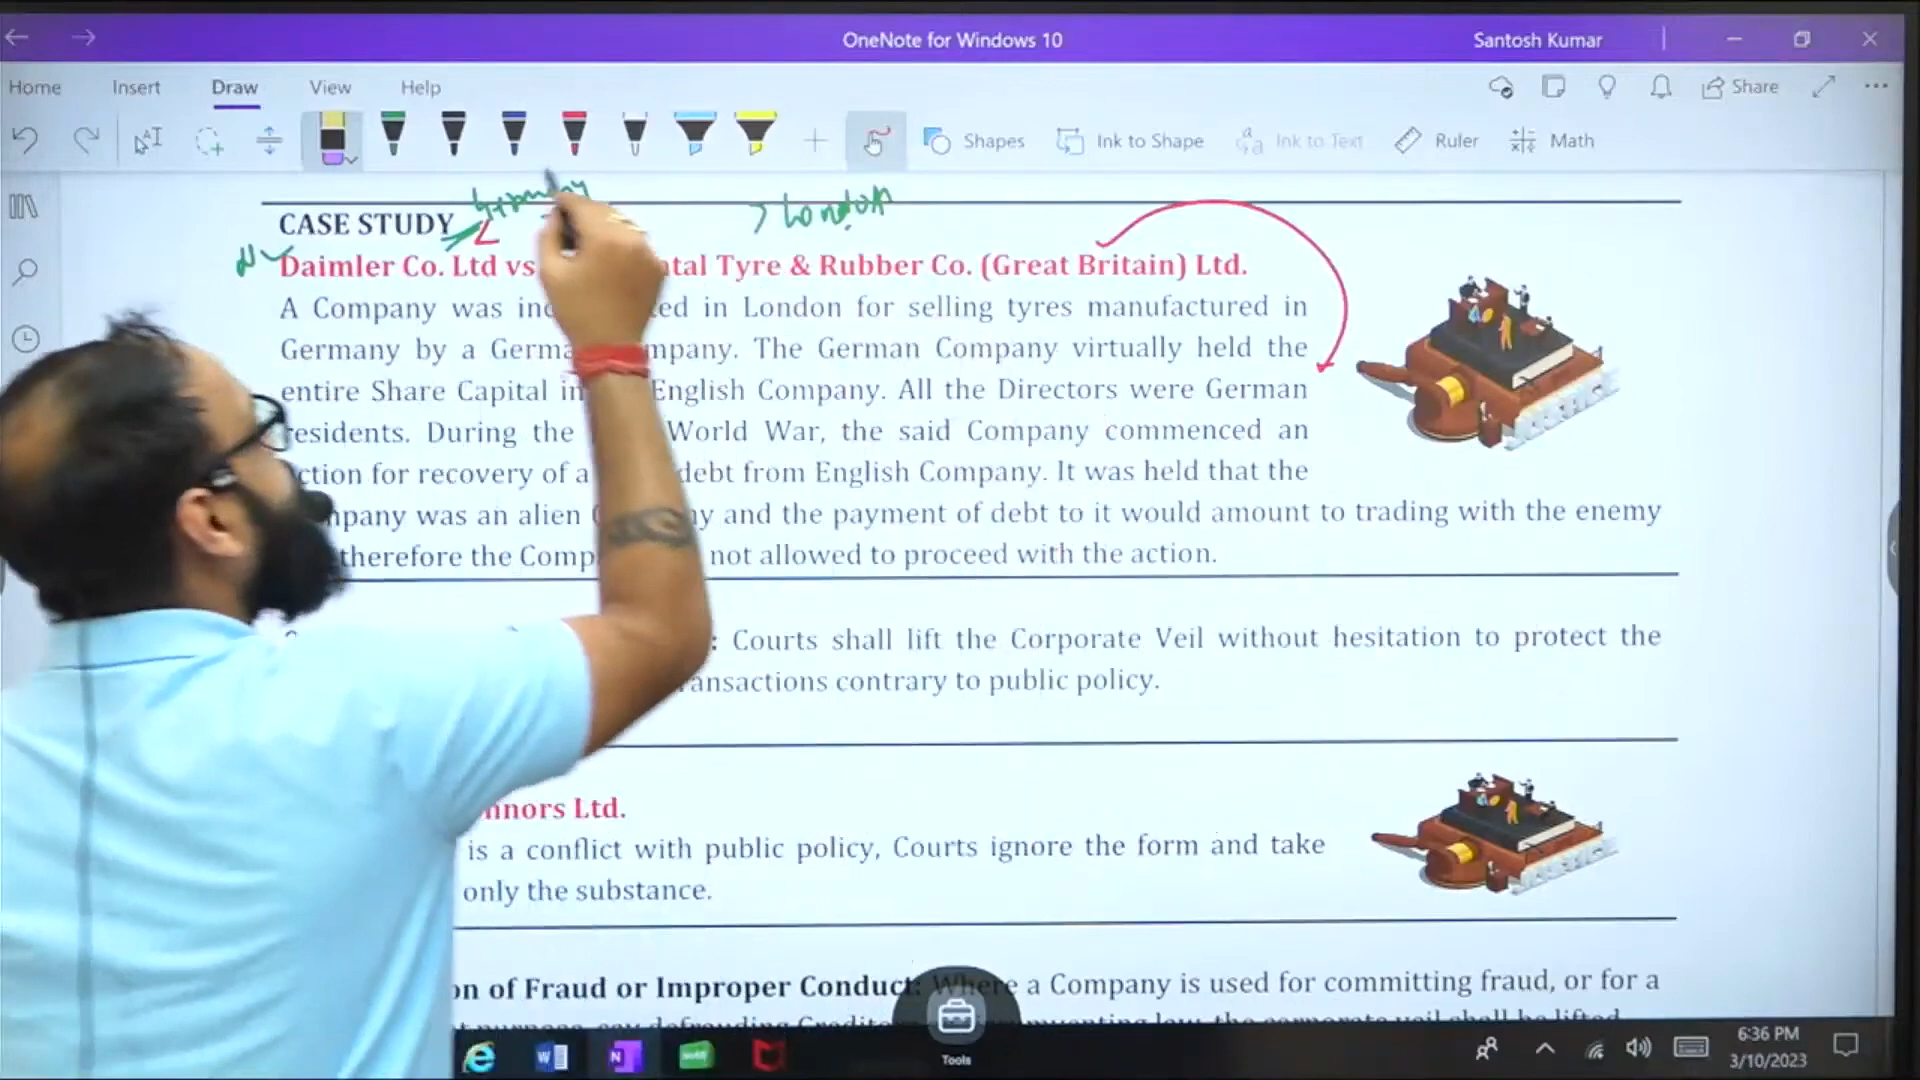 OneNote for Windows 10
Santosh Kumar
Home Insert Draw View Help
Share
Shapes Ink to Shape Ink to Text Ruler Math
Germany
London
CASE STUDY
Daimler Co. Ltd vs ntal Tyre & Rubber Co. (Great Britain) Ltd.
A Company was inc ed in London for selling tyres manufactured in
Germany by a Germa mpany. The German Company virtually held the
entire Share Capital in English Company. All the Directors were German
residents. During the World War, the said Company commenced an
ction for recovery of a debt from English Company. It was held that the
mpany was an alien y and the payment of debt to it would amount to trading with the enemy
therefore the Comp not allowed to proceed with the action.
: Courts shall lift the Corporate Veil without hesitation to protect the
ransactions contrary to public policy.
nnors Ltd.
is a conflict with public policy, Courts ignore the form and take
only the substance.
on of Fraud or Improper Conduct: Where a Company is used for committing fraud, or for a
Tools
6:36 PM
3/10/2023